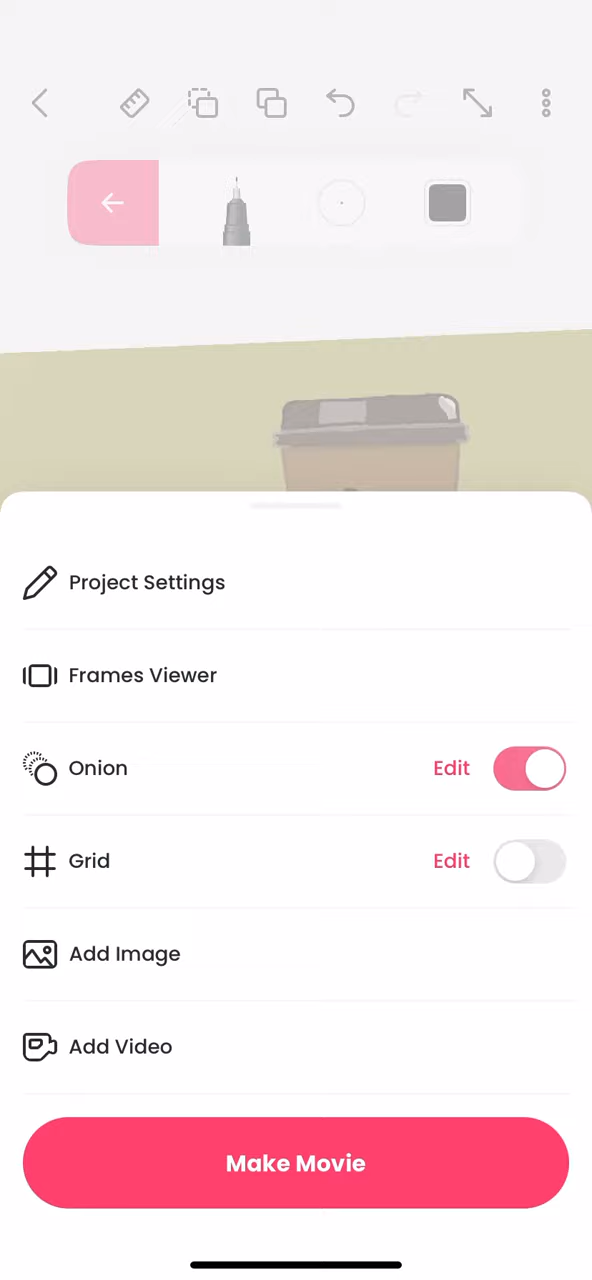 Project Settings
Frames Viewer
Onion Edit
Grid Edit
Add Image
Add Video
Make Movie